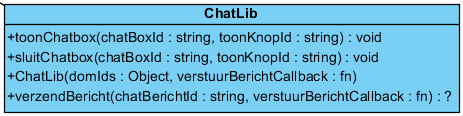 ChatLib
+toonChatbox(chatBoxId : string, toonKnopId : string) : void
+sluitChatbox(chatBoxId : string, toonKnopId : string) : void
+ChatLib(domIds : Object, verstuurBerichtCallback : fn)
+verzendBericht(chatBerichtId : string, verstuurBerichtCallback : fn) : ?